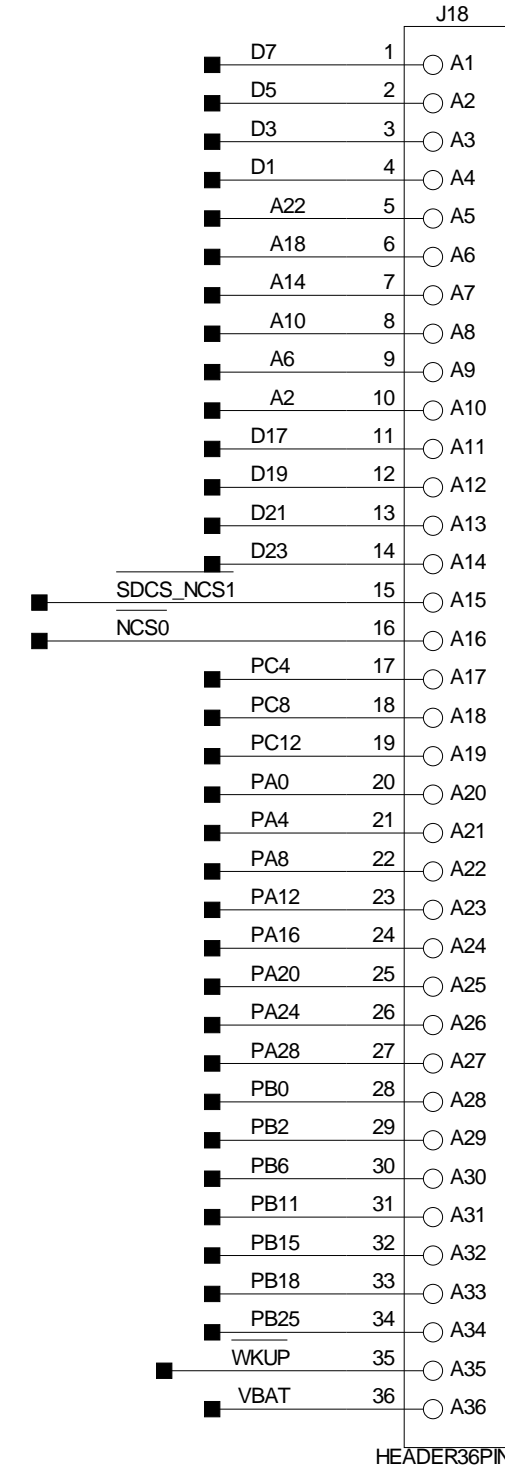 J18
D7 1 A1
D5 2 A2
D3 3 A3
D1 4 A4
A22 5 A5
A18 6 A6
A14 7 A7
A10 8 A8
A6 9 A9
A2 10 A10
D17 11 A11
D19 12 A12
D21 13 A13
D23 14 A14
SDCS_NCS1 15 A15
NCS0 16 A16
PC4 17 A17
PC8 18 A18
PC12 19 A19
PA0 20 A20
PA4 21 A21
PA8 22 A22
PA12 23 A23
PA16 24 A24
PA20 25 A25
PA24 26 A26
PA28 27 A27
PB0 28 A28
PB2 29 A29
PB6 30 A30
PB11 31 A31
PB15 32 A32
PB18 33 A33
PB25 34 A34
WKUP 35 A35
VBAT 36 A36
HEADER36PIN